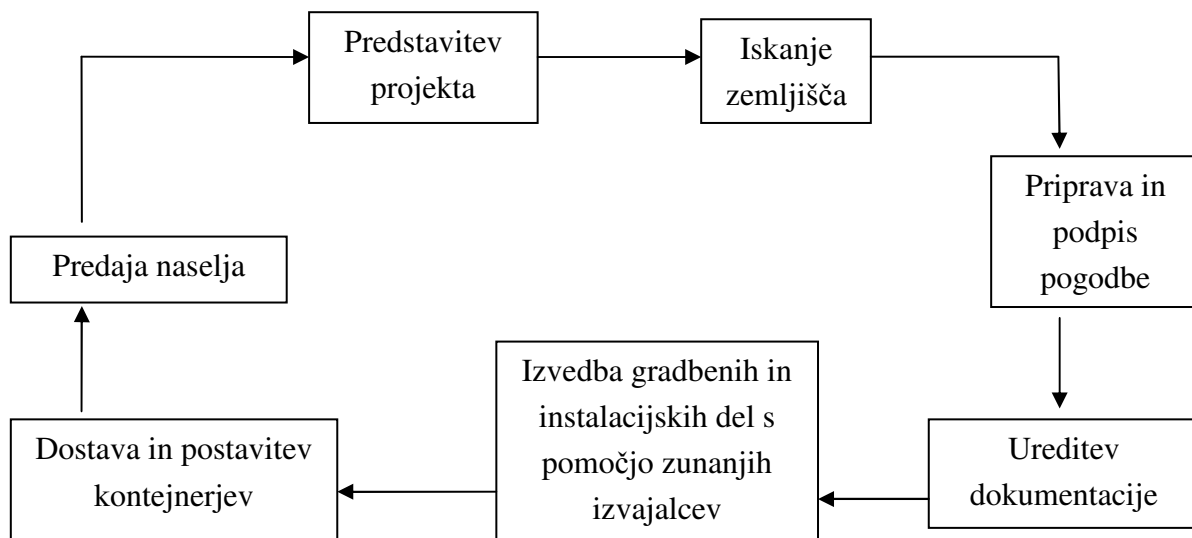 Predstavitev
projekta
Iskanje
zemljišča
Priprava in
podpis
pogodbe
Ureditev
dokumentacije
Izvedba gradbenih in
instalacijskih del s
pomočjo zunanjih
izvajalcev
Dostava in postavitev
kontejnerjev
Predaja naselja